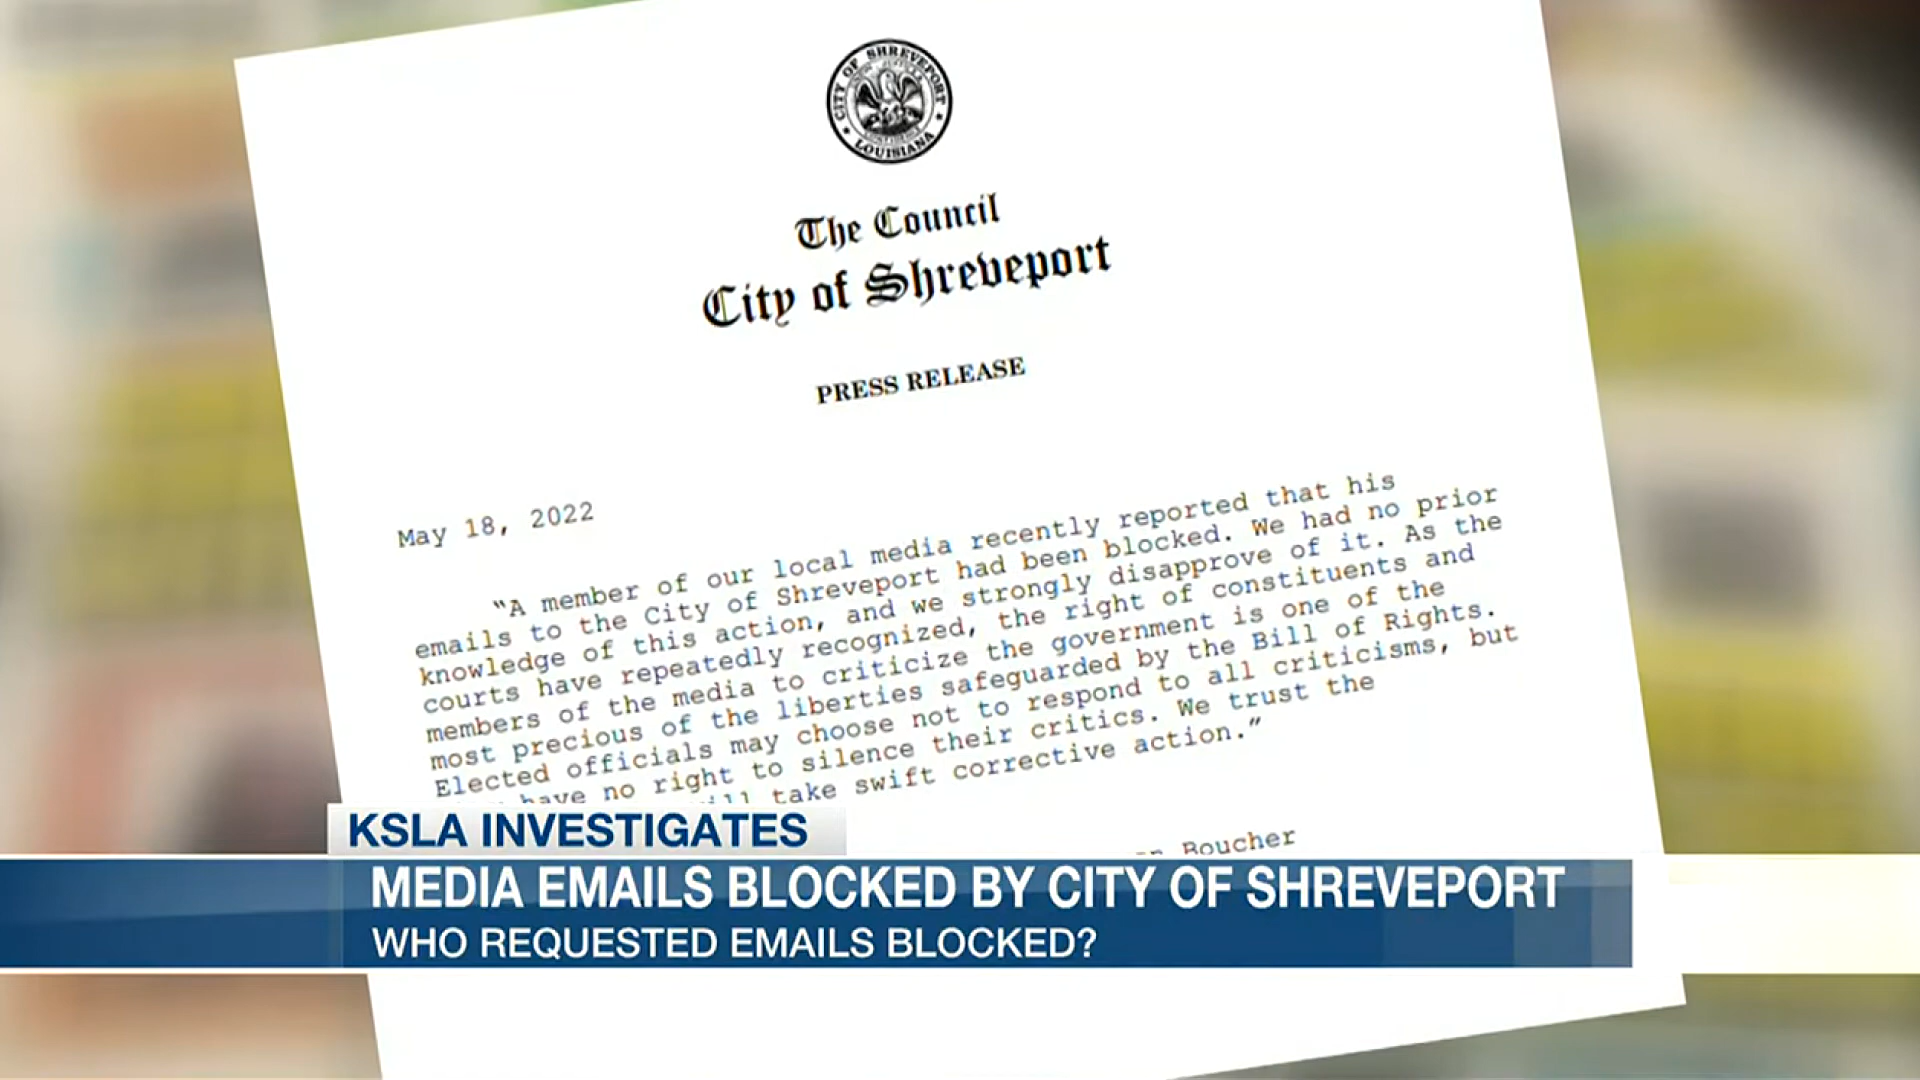 CITY OF SHREVEPORT
LOUISIANA
The Council
City of Shreveport
PRESS RELEASE
May 18, 2022
“A member of our local media recently reported that his
emails to the City of Shreveport had been blocked. We had no prior
knowledge of this action, and we strongly disapprove of it. As the
courts have repeatedly recognized, the right of constituents and
members of the media to criticize the government is one of the
most precious of the liberties safeguarded by the Bill of Rights.
Elected officials may choose not to respond to all criticisms, but
have no right to silence their critics. We trust the
take swift corrective action.”
Boucher
KSLA INVESTIGATES
MEDIA EMAILS BLOCKED BY CITY OF SHREVEPORT
WHO REQUESTED EMAILS BLOCKED?